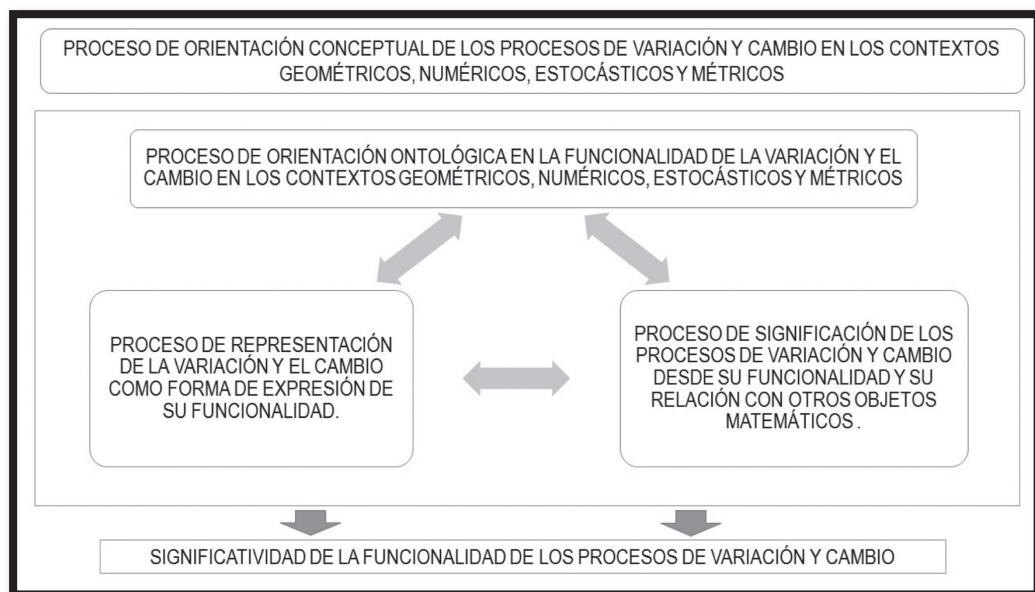 PROCESO DE ORIENTACIÓN CONCEPTUAL DE LOS PROCESOS DE VARIACIÓN Y CAMBIO EN LOS CONTEXTOS
GEOMÉTRICOS, NUMÉRICOS, ESTOCÁSTICOS Y MÉTRICOS
PROCESO DE ORIENTACIÓN ONTOLÓGICA EN LA FUNCIONALIDAD DE LA VARIACIÓN Y EL
CAMBIO EN LOS CONTEXTOS GEOMÉTRICOS, NUMÉRICOS, ESTOCÁSTICOS Y MÉTRICOS
PROCESO DE REPRESENTACIÓN
DE LA VARIACIÓN Y EL CAMBIO
COMO FORMA DE EXPRESIÓN DE
SU FUNCIONALIDAD.
PROCESO DE SIGNIFICACIÓN DE LOS
PROCESOS DE VARIACIÓN Y CAMBIO
DESDE SU FUNCIONALIDAD Y SU
RELACIÓN CON OTROS OBJETOS
MATEMÁTICOS .
SIGNIFICATIVIDAD DE LA FUNCIONALIDAD DE LOS PROCESOS DE VARIACIÓN Y CAMBIO